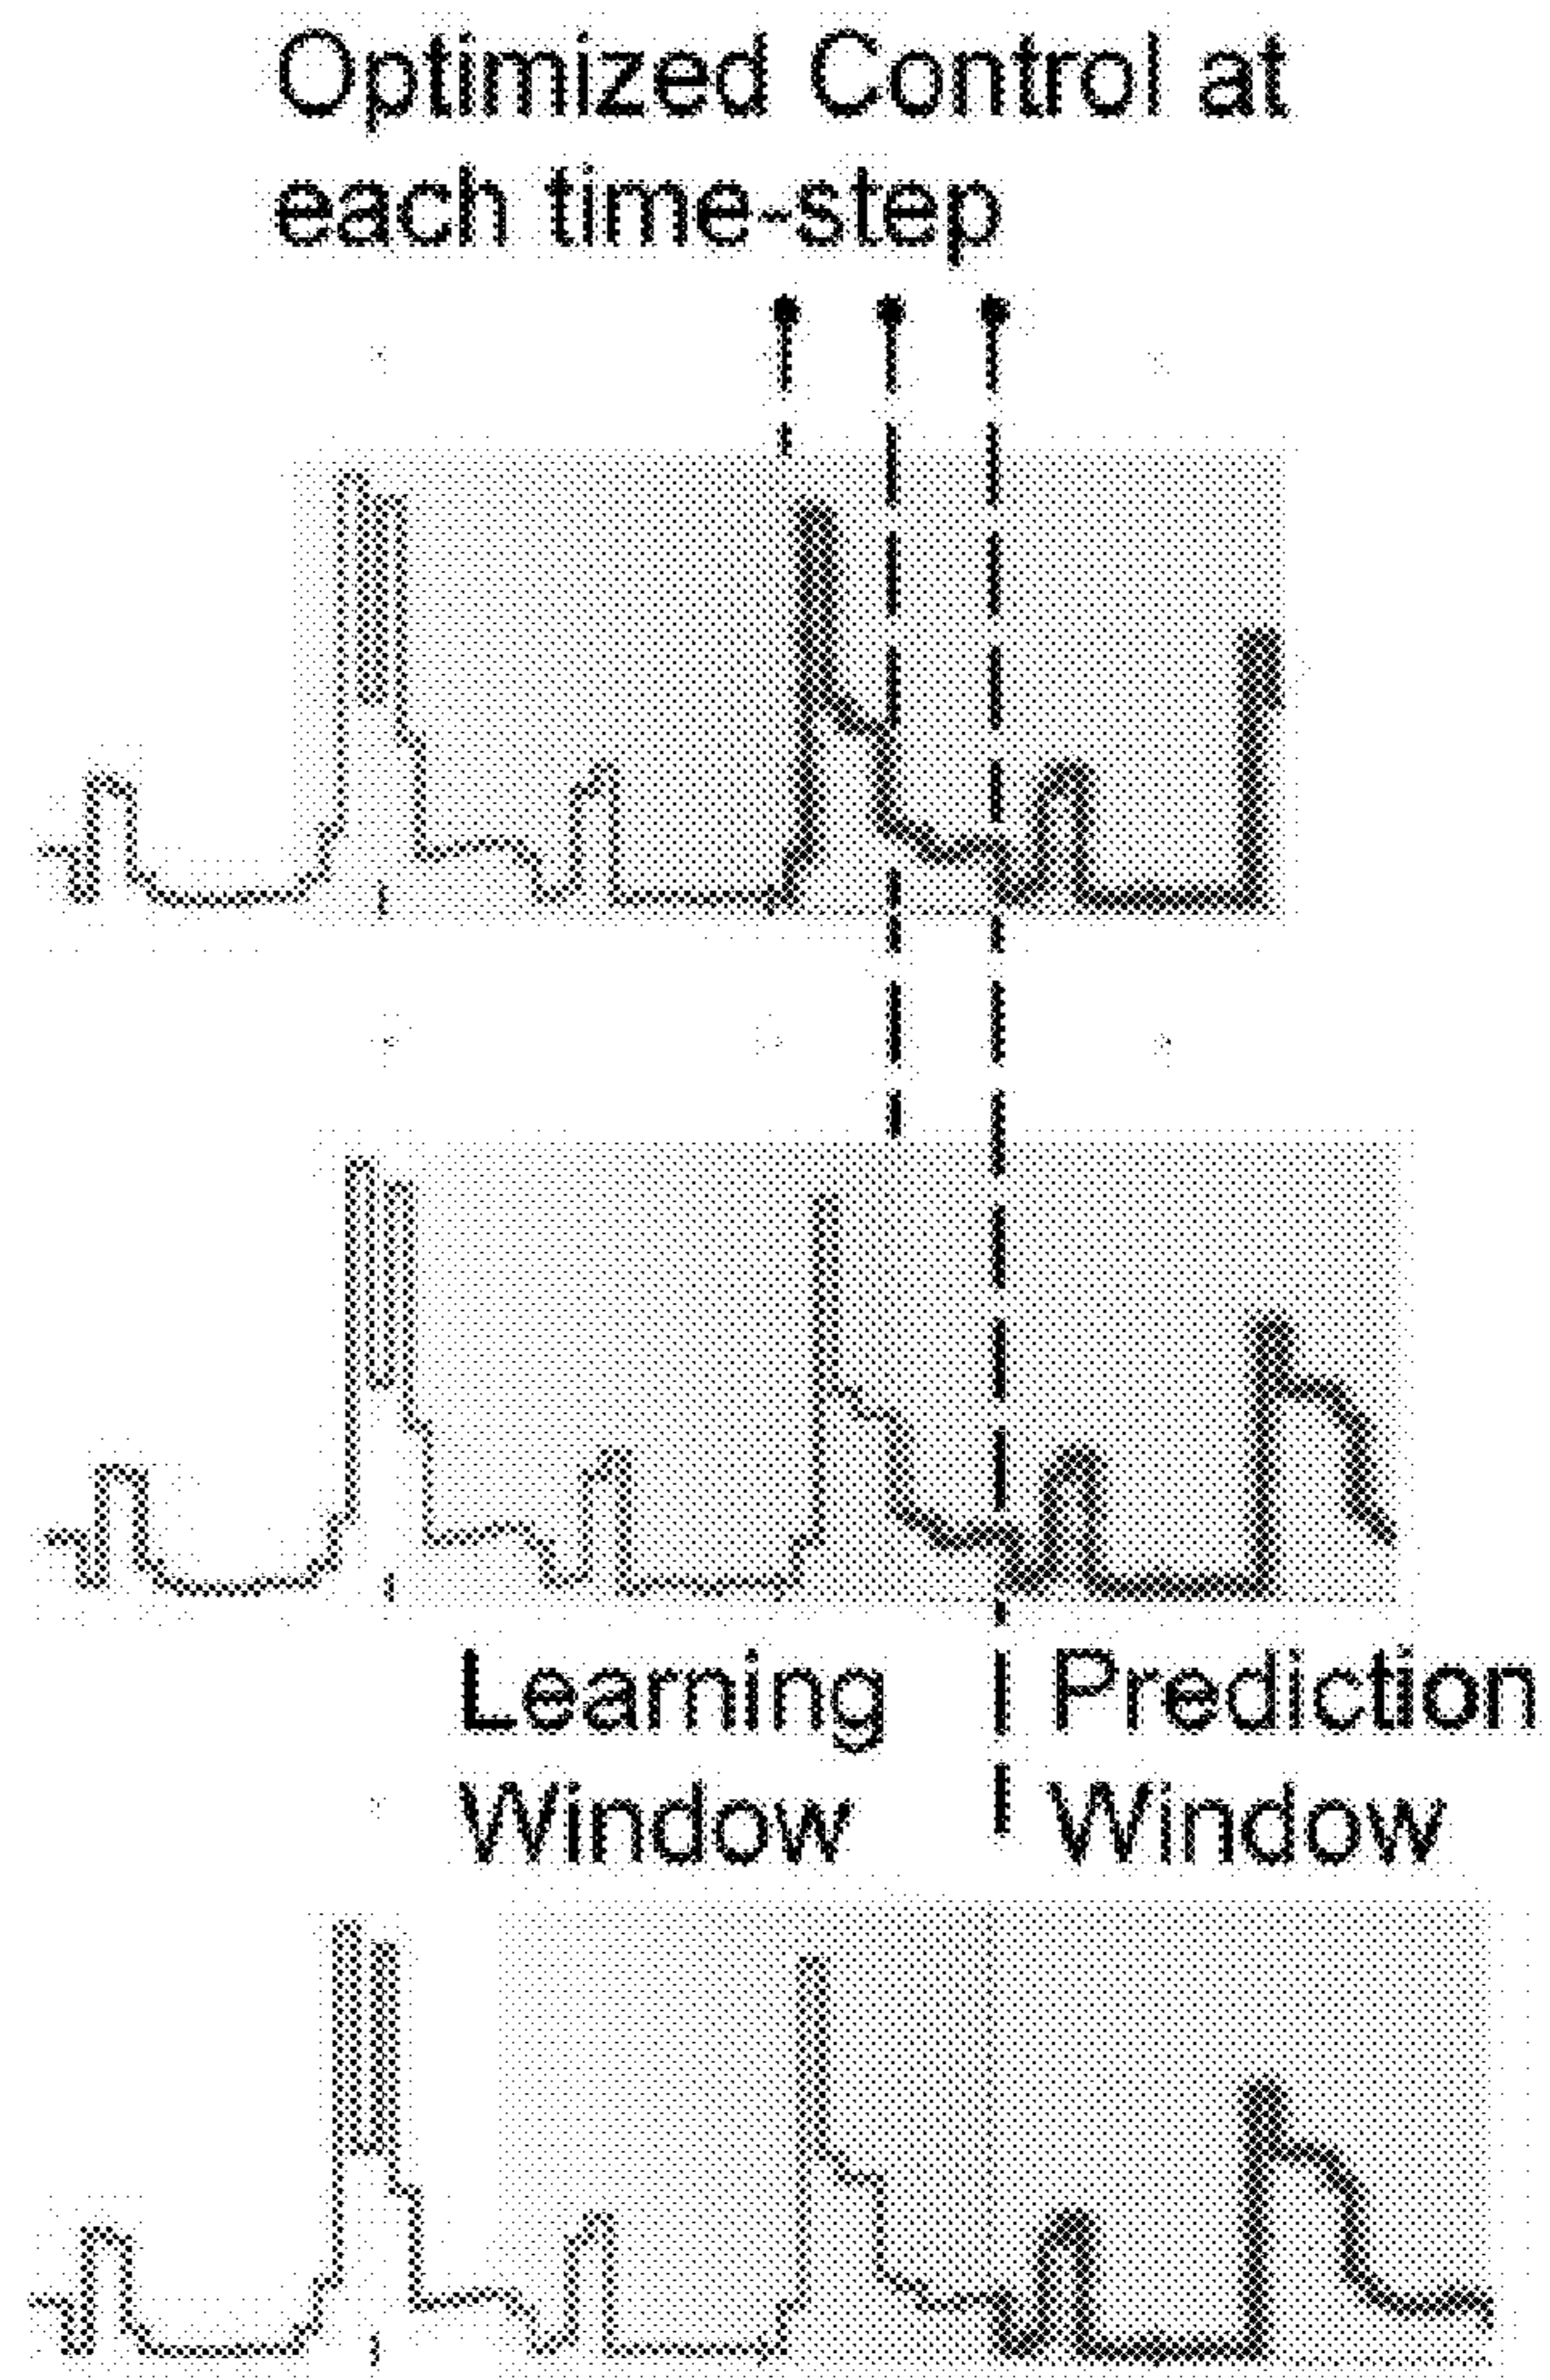 Optimized Control at
each time-step
Learning
Window
Prediction
Window